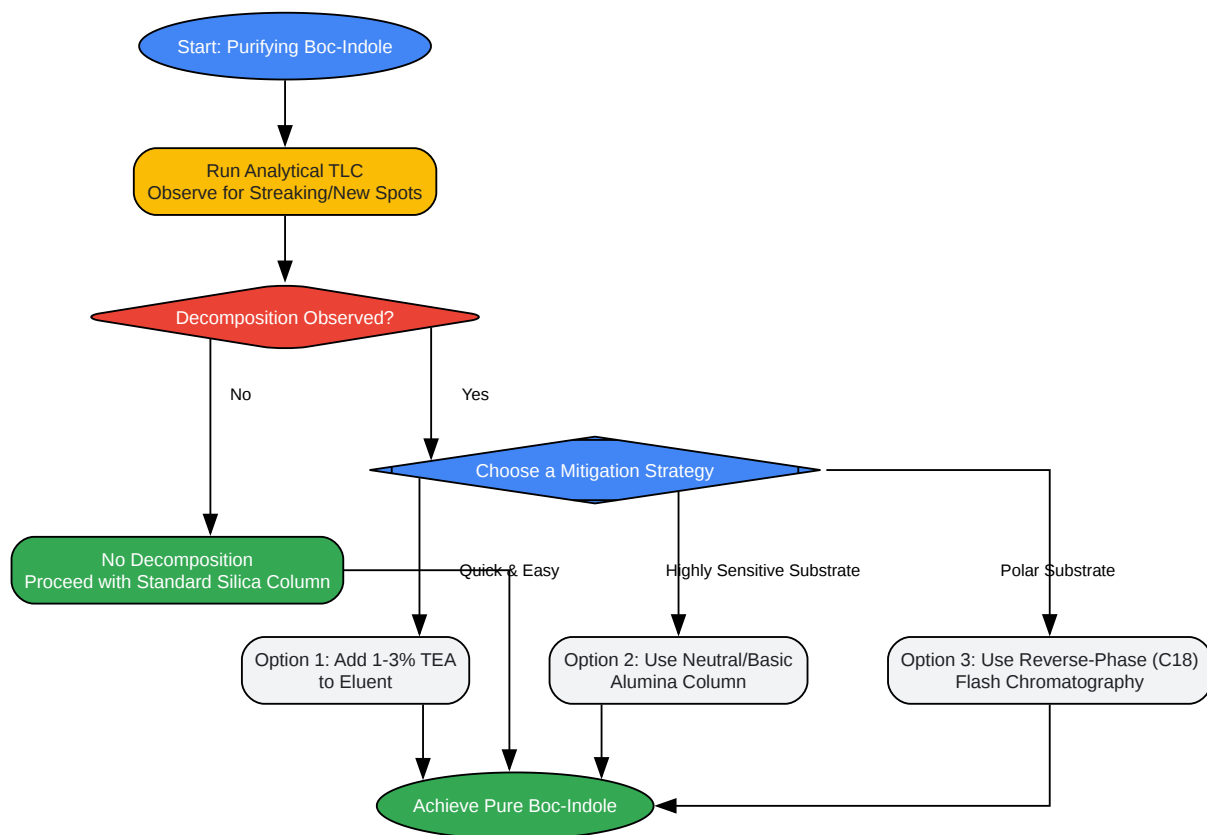 Start: Purifying Boc-Indole
Run Analytical TLC
Observe for Streaking/New Spots
Decomposition Observed?
No
Yes
Choose a Mitigation Strategy
No Decomposition
Proceed with Standard Silica Column
Quick & Easy
Highly Sensitive Substrate
Polar Substrate
Option 1: Add 1-3% TEA
to Eluent
Option 2: Use Neutral/Basic
Alumina Column
Option 3: Use Reverse-Phase (C18)
Flash Chromatography
Achieve Pure Boc-Indole